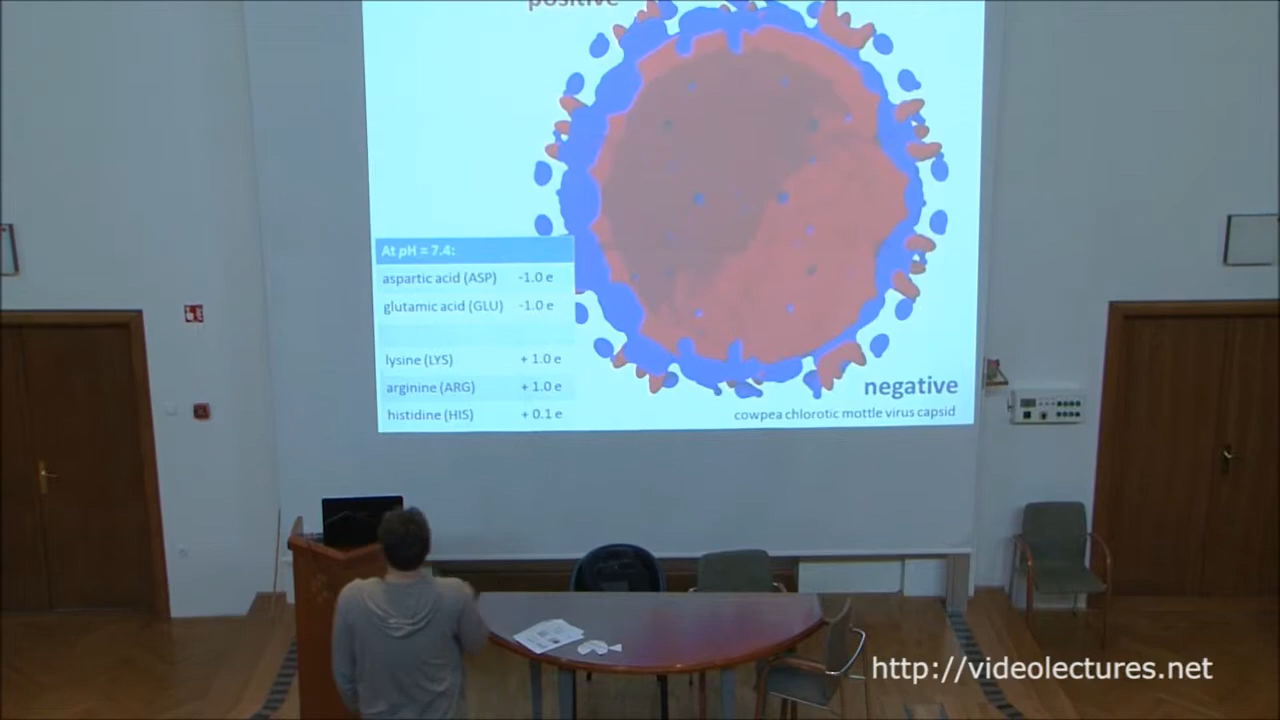 positive
At pH = 7.4:
aspartic acid (ASP) -1.0 e
glutamic acid (GLU) -1.0 e
lysine (LYS) + 1.0 e
arginine (ARG) + 1.0 e
histidine (HIS) + 0.1 e
negative
cowpea chlorotic mottle virus capsid
http://videolectures.net